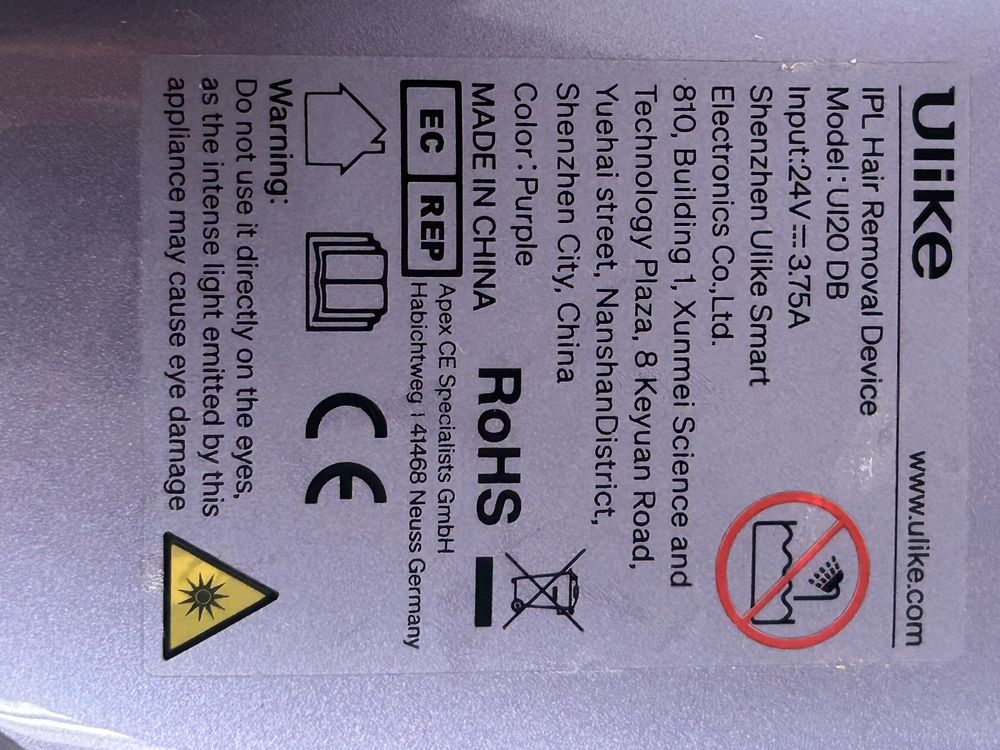 Ulike
www.ulike.com
IPL Hair Removal Device
Model:UI20 DB
Input:24V⎓3.75A
Shenzhen Ulike Smart
Electronics Co.,Ltd.
810, Building 1, Xunmei Science and
Technology Plaza, 8 Keyuan Road,
Yuehai street, NanshanDistrict,
Shenzhen City, China
Color:Purple
MADE IN CHINA
RoHS
EC REP
Apex CE Specialists GmbH
Habichtweg 1 41468 Neuss Germany
CE
Warning:
Do not use it directly on the eyes,
as the intense light emitted by this
appliance may cause eye damage